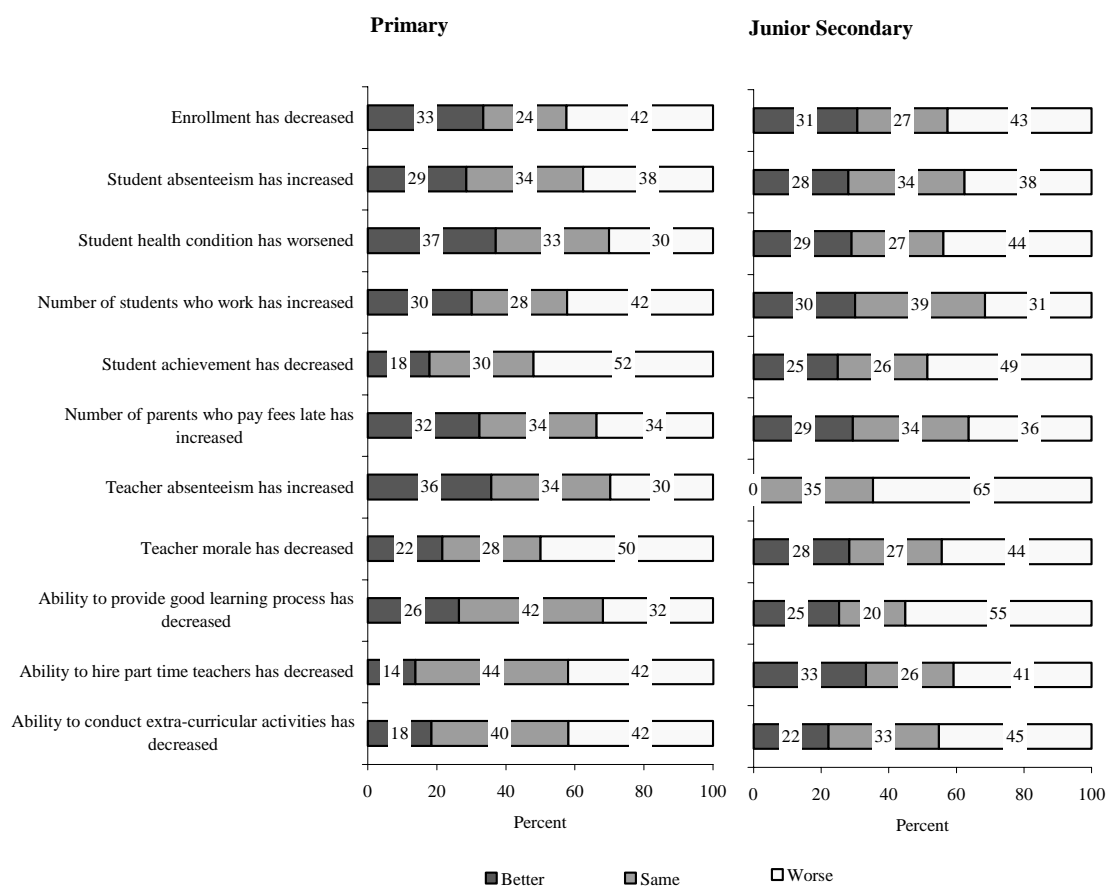 Primary
Junior Secondary
Enrollment has decreased
33 24 42
31 27 43
Student absenteeism has increased
29 34 38
28 34 38
Student health condition has worsened
37 33 30
29 27 44
Number of students who work has increased
30 28 42
30 39 31
Student achievement has decreased
18 30 52
25 26 49
Number of parents who pay fees late has
increased
32 34 34
29 34 36
Teacher absenteeism has increased
36 34 30
0 35 65
Teacher morale has decreased
22 28 50
28 27 44
Ability to provide good learning process has
decreased
26 42 32
25 20 55
Ability to hire part time teachers has decreased
14 44 42
33 26 41
Ability to conduct extra-curricular activities has
decreased
18 40 42
22 33 45
0 20 40 60 80 100
0 20 40 60 80 100
Percent
Percent
Better Same Worse